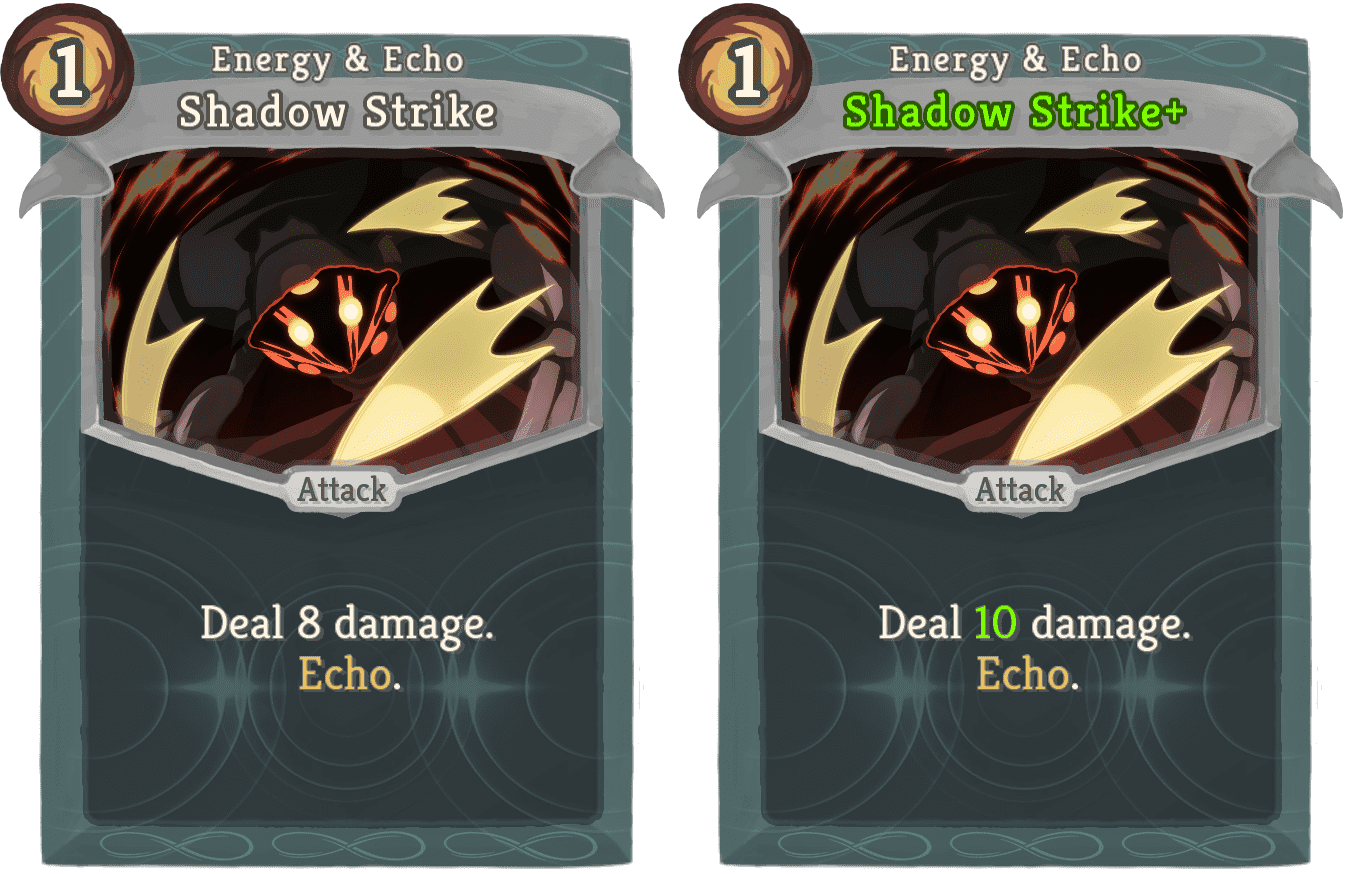 1
Energy & Echo
Shadow Strike
Attack
Deal 8 damage.
Echo.
1
Energy & Echo
Shadow Strike+
Attack
Deal 10 damage.
Echo.